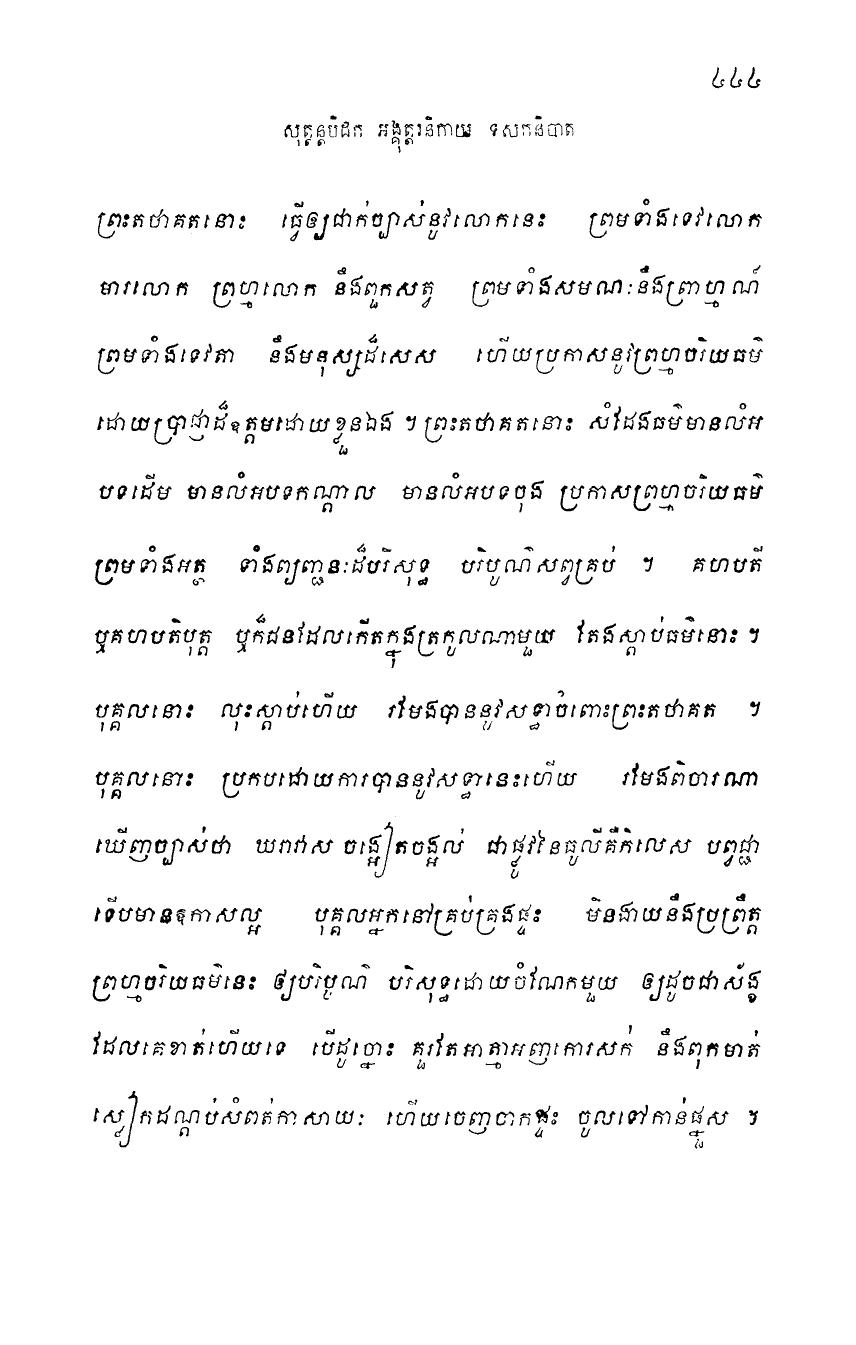 ៤៤៤
សុត្តន្តបិដក អង្គុត្តរនិកាយ ទសកនិបាត
ព្រះតថាគតនោះ ធ្វើឲ្យជាក់ច្បាស់នូវលោកនេះ ព្រមទាំងទេវលោក
មារលោក ព្រហ្មលោក នឹងពួកសត្វ ព្រមទាំងសមណៈនឹងព្រាហ្មណ៍
ព្រមទាំងទេវតា នឹងមនុស្សដ៏សេស ហើយប្រកាសនូវព្រហ្មចរិយធម៌
ដោយប្រាជ្ញាដ៏ឧត្តមដោយខ្លួនឯង ។ ព្រះតថាគតនោះ សំដែងធម៌មានលំអ
បទដើម មានលំអបទកណ្តាល មានលំអបទចុង ប្រកាសព្រហ្មចរិយធម៌
ព្រមទាំងអត្ថ ទាំងព្យញ្ជនៈដ៏បរិសុទ្ធ បរិបូណ៌សព្វគ្រប់ ។ គហបតី
ឬគហបតិបុត្ត ឬក៏ជនដែលកើតក្នុងត្រកូលណាមួយ តែងស្តាប់ធម៌នោះ ។
បុគ្គលនោះ លុះស្តាប់ហើយ រមែងបាននូវសទ្ធាចំពោះព្រះតថាគត ។
បុគ្គលនោះ ប្រកបដោយការបាននូវសទ្ធានេះហើយ រមែងពិចារណា
ឃើញច្បាស់ថា ឃរាវាស ចង្អៀតចង្អល់ ជាផ្លូវនៃធូលីគឺកិលេស បព្វជ្ជា
ទើបមានឧកាសល្អ បុគ្គលអ្នកនៅគ្រប់គ្រងផ្ទះ មិនងាយនឹងប្រព្រឹត្ត
ព្រហ្មចរិយធម៌នេះ ឲ្យបរិបូណ៌ បរិសុទ្ធដោយចំណែកមួយ ឲ្យដូចជាស័ង្ខ
ដែលគេខាត់ហើយទេ បើដូច្នោះ គួរតែអាត្មាអញកោរសក់ នឹងពុកមាត់
ស្លៀកដណ្តប់សំពត់កាសាយៈ ហើយចេញចាកផ្ទះ ចូលទៅកាន់ផ្នួស ។